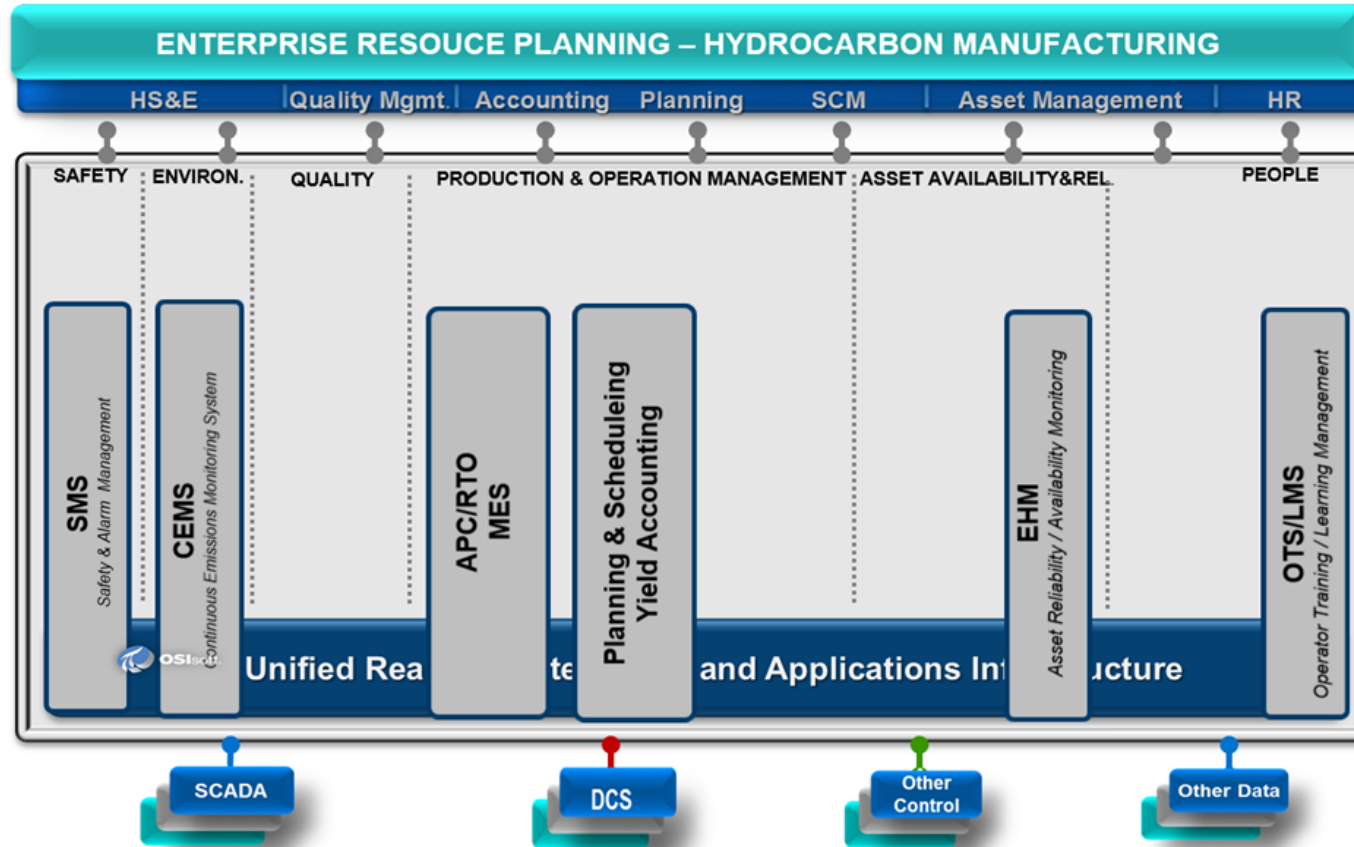 ENTERPRISE RESOUCE PLANNING – HYDROCARBON MANUFACTURING
HS&E Quality Mgmt. Accounting Planning SCM Asset Management HR
SAFETY ENVIRON. QUALITY PRODUCTION & OPERATION MANAGEMENT ASSET AVAILABILITY&REL. PEOPLE
SMS
Safety & Alarm Management
CEMS
Continuous Emissions Monitoring System
APC/RTO
MES
Planning & Scheduleing
Yield Accounting
EHM
Asset Reliability / Availability Monitoring
OTS/LMS
Operator Training / Learning Management
OSIsoft.
Unified Rea te and Applications In ucture
SCADA
DCS
Other
Control
Other Data